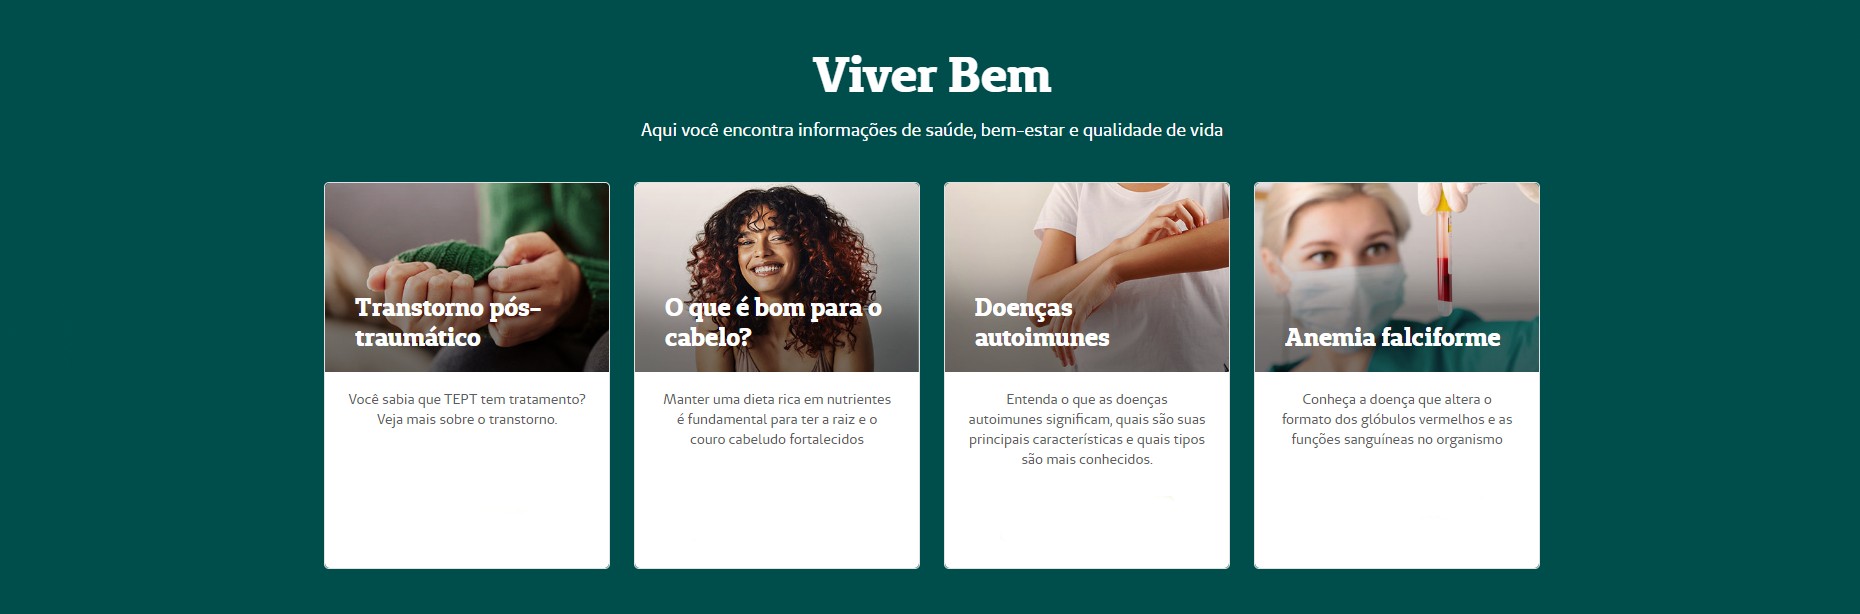 Viver Bem
Aqui você encontra informações de saúde, bem-estar e qualidade de vida
Transtorno pós-
traumático
Você sabia que TEPT tem tratamento?
Veja mais sobre o transtorno.
O que é bom para o
cabelo?
Manter uma dieta rica em nutrientes
é fundamental para ter a raiz e o
couro cabeludo fortalecidos
Doenças
autoimunes
Entenda o que as doenças
autoimunes significam, quais são suas
principais características e quais tipos
são mais conhecidos.
Anemia falciforme
Conheça a doença que altera o
formato dos glóbulos vermelhos e as
funções sanguíneas no organismo